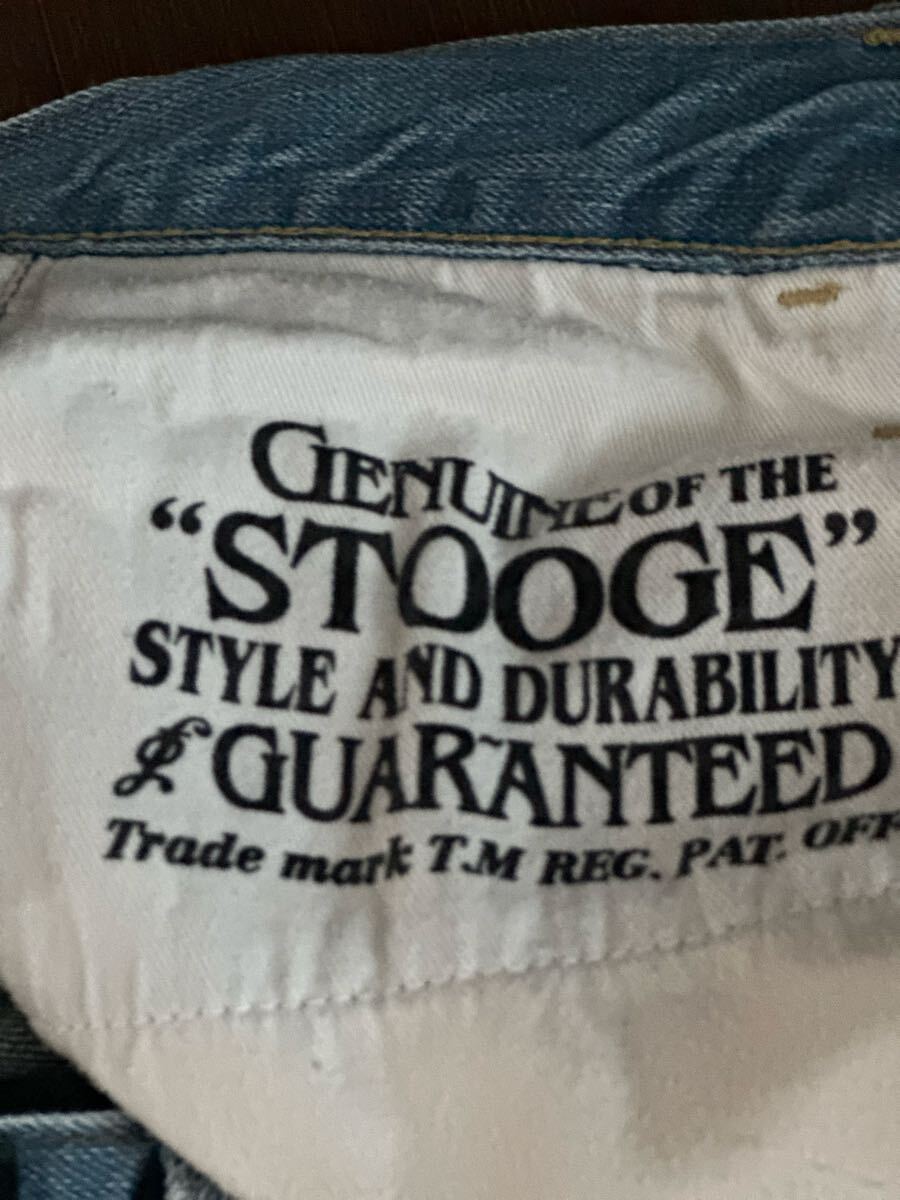 GENUINE OF THE
“STOOGE”
STYLE AND DURABILITY
GUARANTEED
Trade mark T.M REG. PAT. OFF